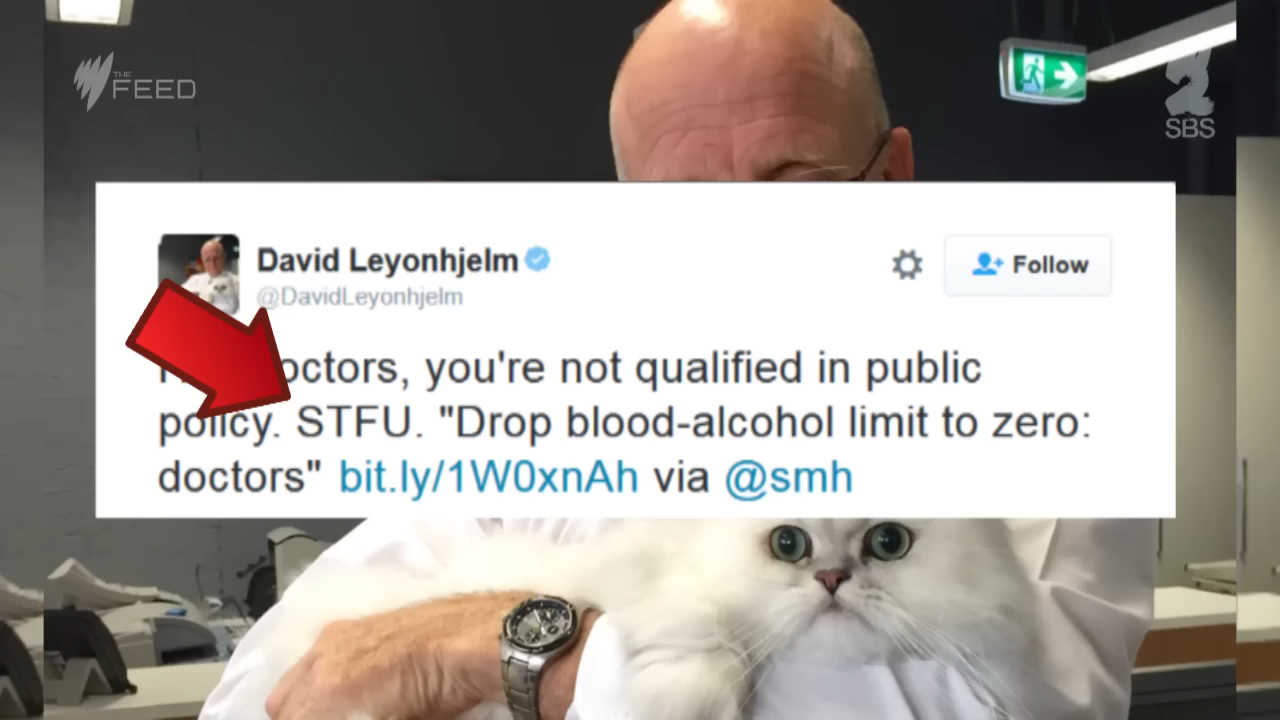 THE
FEED
SBS
David Leyonhjelm
@DavidLeyonhjelm
Follow
you're not qualified in public
policy. STFU. "Drop blood-alcohol limit to zero:
doctors" bit.ly/1W0xnAh via @smh